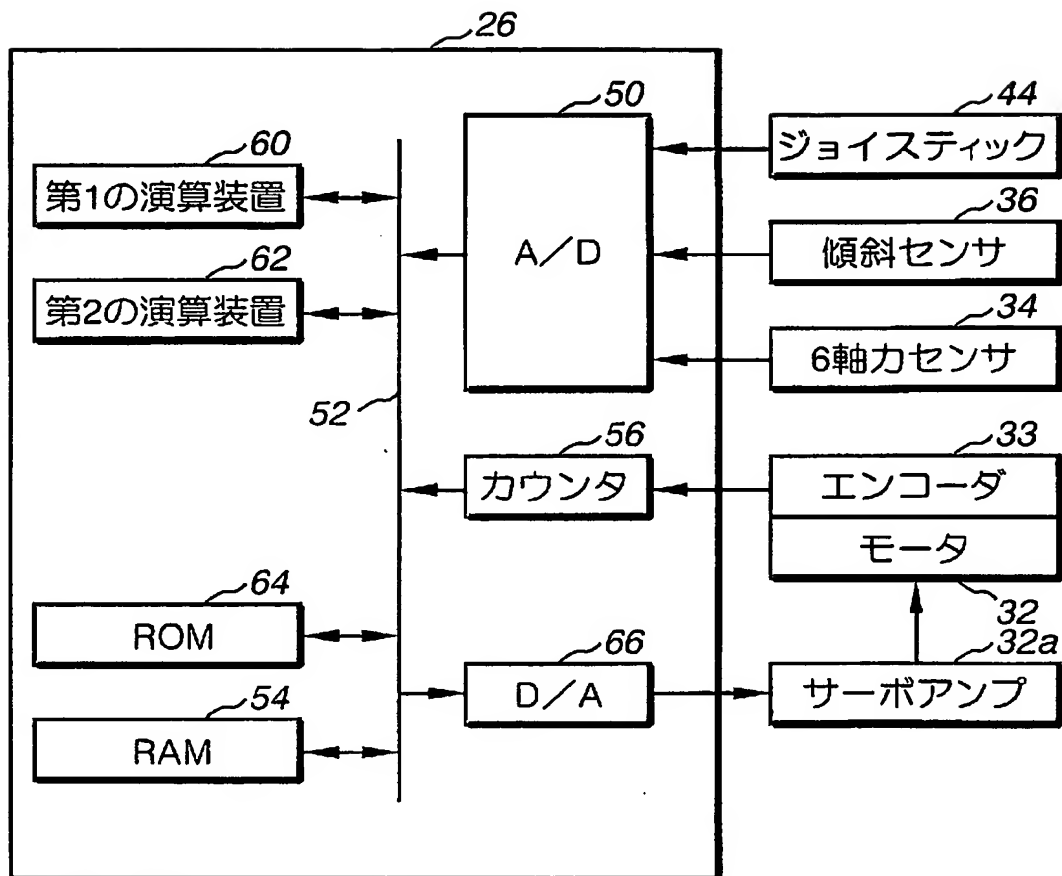 26
50
44
ジョイスティック
60
第1の演算装置
36
傾斜センサ
A/D
62
第2の演算装置
34
6軸力センサ
52
56
カウンタ
33
エンコーダ
モータ
64
ROM
32
66
D/A
32a
サーボアンプ
54
RAM